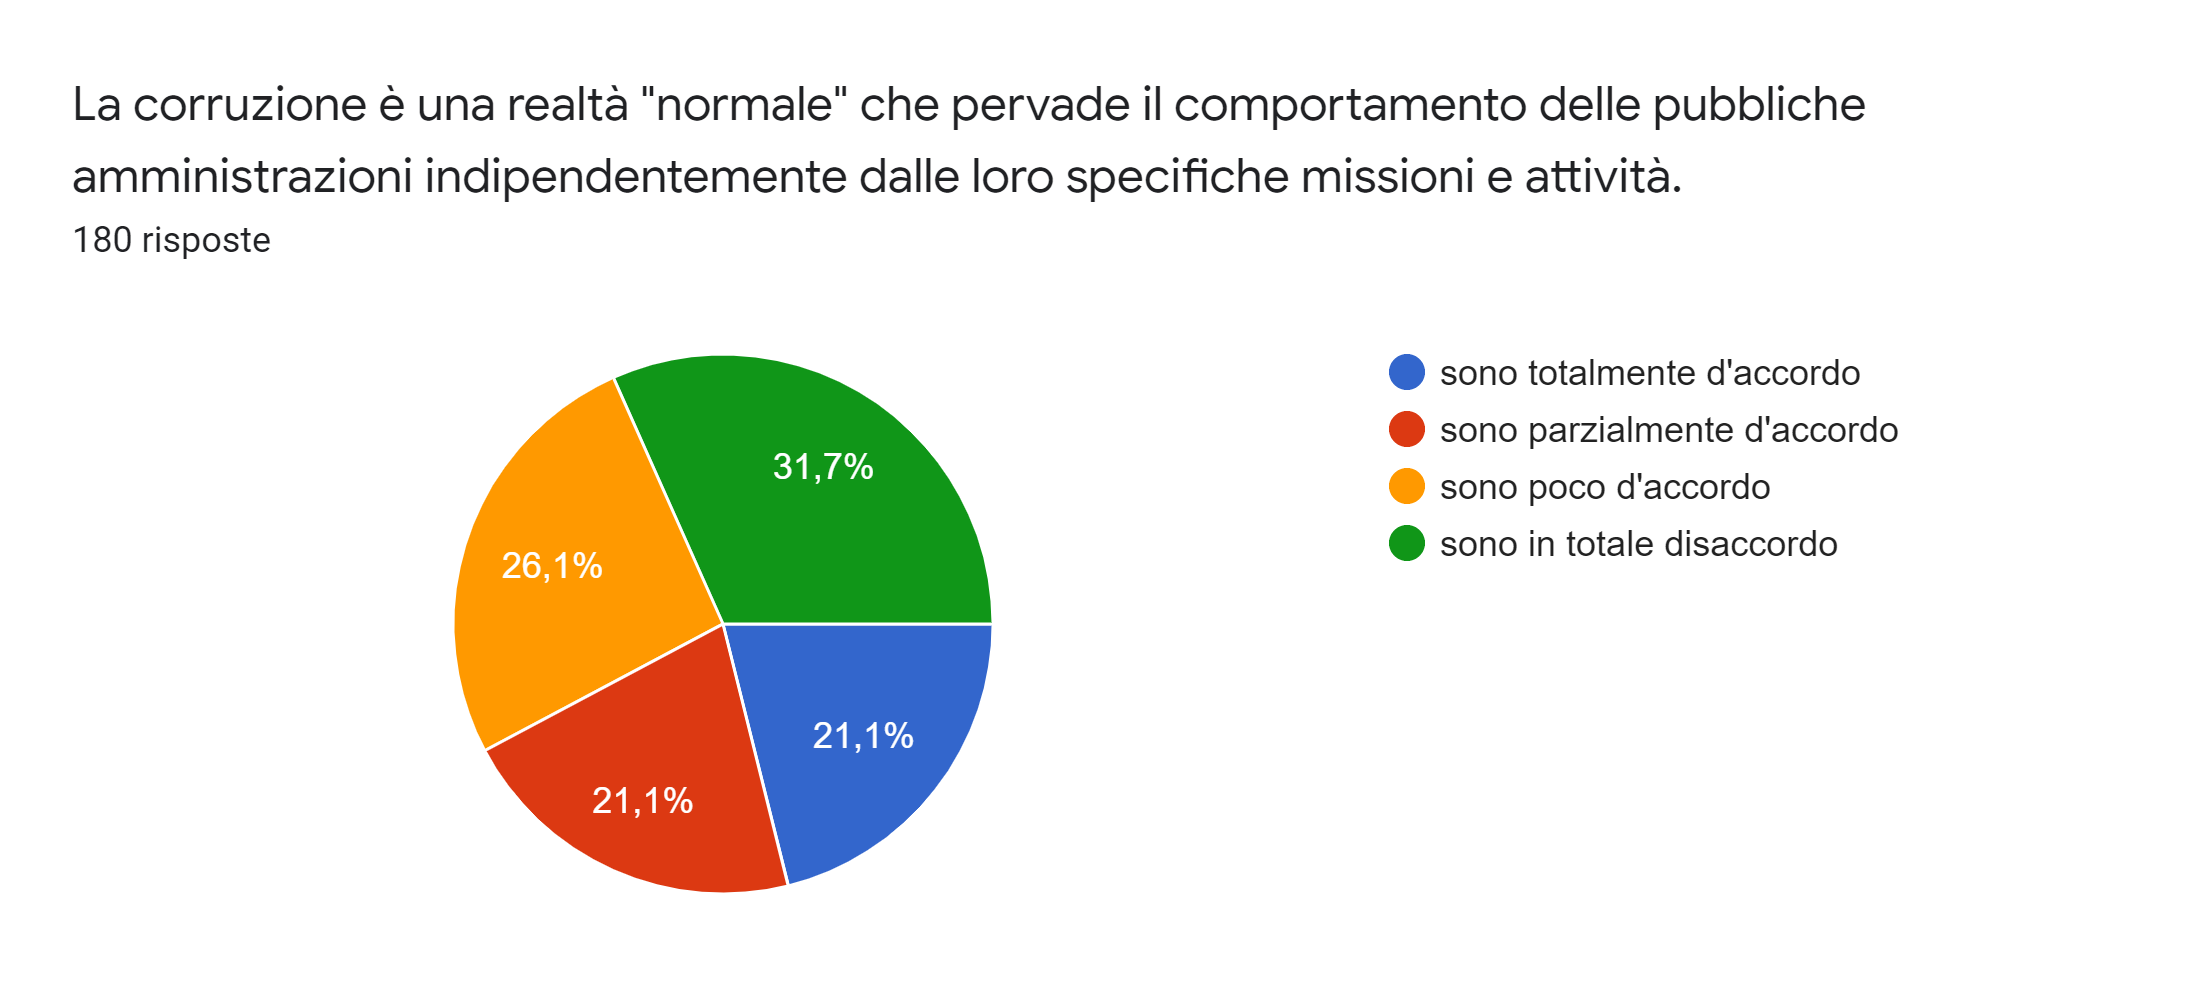 La corruzione è una realtà "normale" che pervade il comportamento delle pubbliche
amministrazioni indipendentemente dalle loro specifiche missioni e attività.
180 risposte
sono totalmente d'accordo
sono parzialmente d'accordo
sono poco d'accordo
sono in totale disaccordo
31,7%
26,1%
21,1%
21,1%